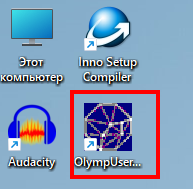 Этот
компьютер
Inno Setup
Compiler
Audacity
OlympUser...